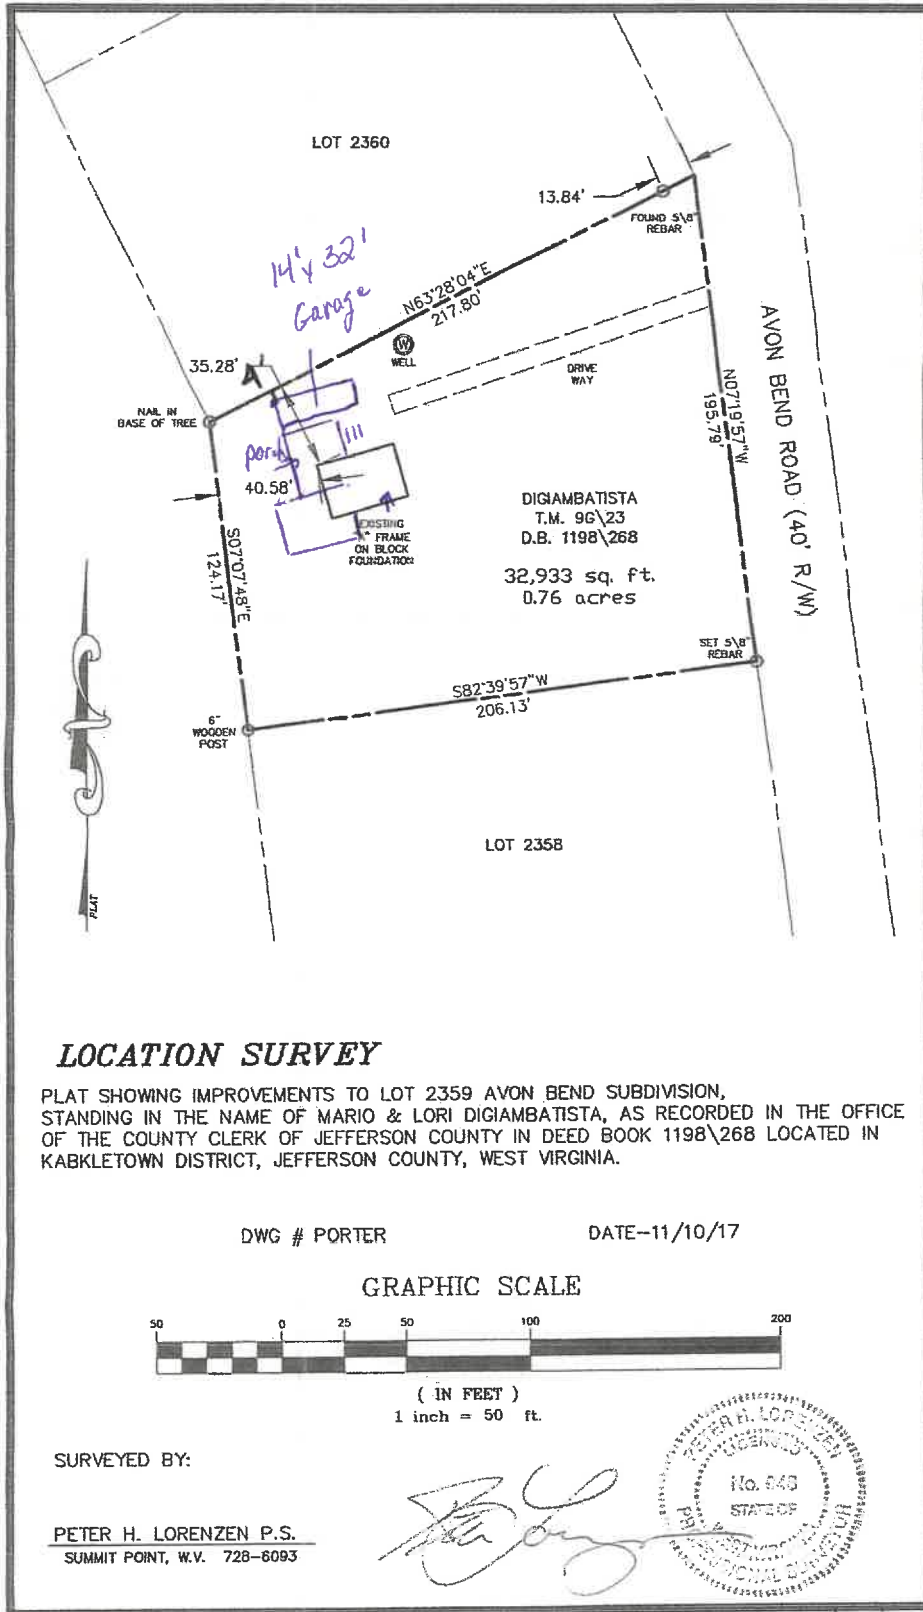 LOT 2360
13.84'
FOUND 5\8"
REBAR
14' x 32'
Garage
N63°28'04"E
217.80'
W
WELL
35.28'
4'
DRIVE
WAY
NAIL IN
BASE OF TREE
AVON BEND ROAD (40' R/W)
N07°19'57"W
195.79'
porch
40.58'
EXISTING
FRAME
ON BLOCK
FOUNDATION
DIGIAMBATISTA
T.M. 9G\23
D.B. 1198\268
32,933 sq. ft.
0.76 acres
S07°07'48"E
124.17'
SET 5\8"
REBAR
S82°39'57"W
206.13'
6"
WOODEN
POST
LOT 2358
PLAT
LOCATION SURVEY
PLAT SHOWING IMPROVEMENTS TO LOT 2359 AVON BEND SUBDIVISION,
STANDING IN THE NAME OF MARIO & LORI DIGIAMBATISTA, AS RECORDED IN THE OFFICE
OF THE COUNTY CLERK OF JEFFERSON COUNTY IN DEED BOOK 1198\268 LOCATED IN
KABKLETOWN DISTRICT, JEFFERSON COUNTY, WEST VIRGINIA.
DWG # PORTER DATE-11/10/17
GRAPHIC SCALE
50 0 25 50 100 200
( IN FEET )
1 inch = 50 ft.
SURVEYED BY:
PETER H. LORENZEN P.S.
SUMMIT POINT, W.V. 728-6093
PETER H. LORENZEN
LICENSED
No. 646
STATE OF
WEST VIRGINIA
PROFESSIONAL SURVEYOR